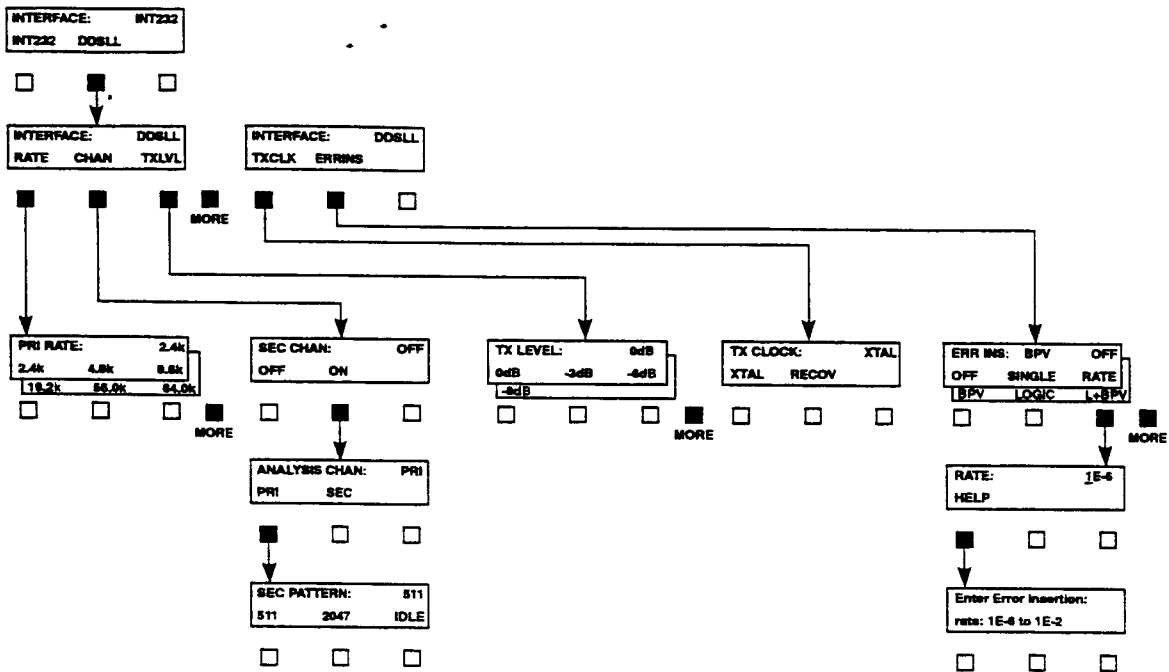 INTERFACE: INT232
INT232 DDSLL
INTERFACE: DDSLL
RATE CHAN TXLVL
INTERFACE: DDSLL
TXCLK ERRINS
MORE
PRI RATE: 2.4k
2.4k 4.8k 9.6k
19.2k 56.0k 64.0k
MORE
SEC CHAN: OFF
OFF ON
TX LEVEL: 0dB
0dB -3dB -6dB
-8dB
MORE
TX CLOCK: XTAL
XTAL RECOV
ERR INS: BPV OFF
OFF SINGLE RATE
BPV LOGIC L+BPV
MORE
ANALYSIS CHAN: PRI
PRI SEC
RATE: 1E-6
HELP
SEC PATTERN: 511
511 2047 IDLE
Enter Error Insertion:
rate: 1E-6 to 1E-2